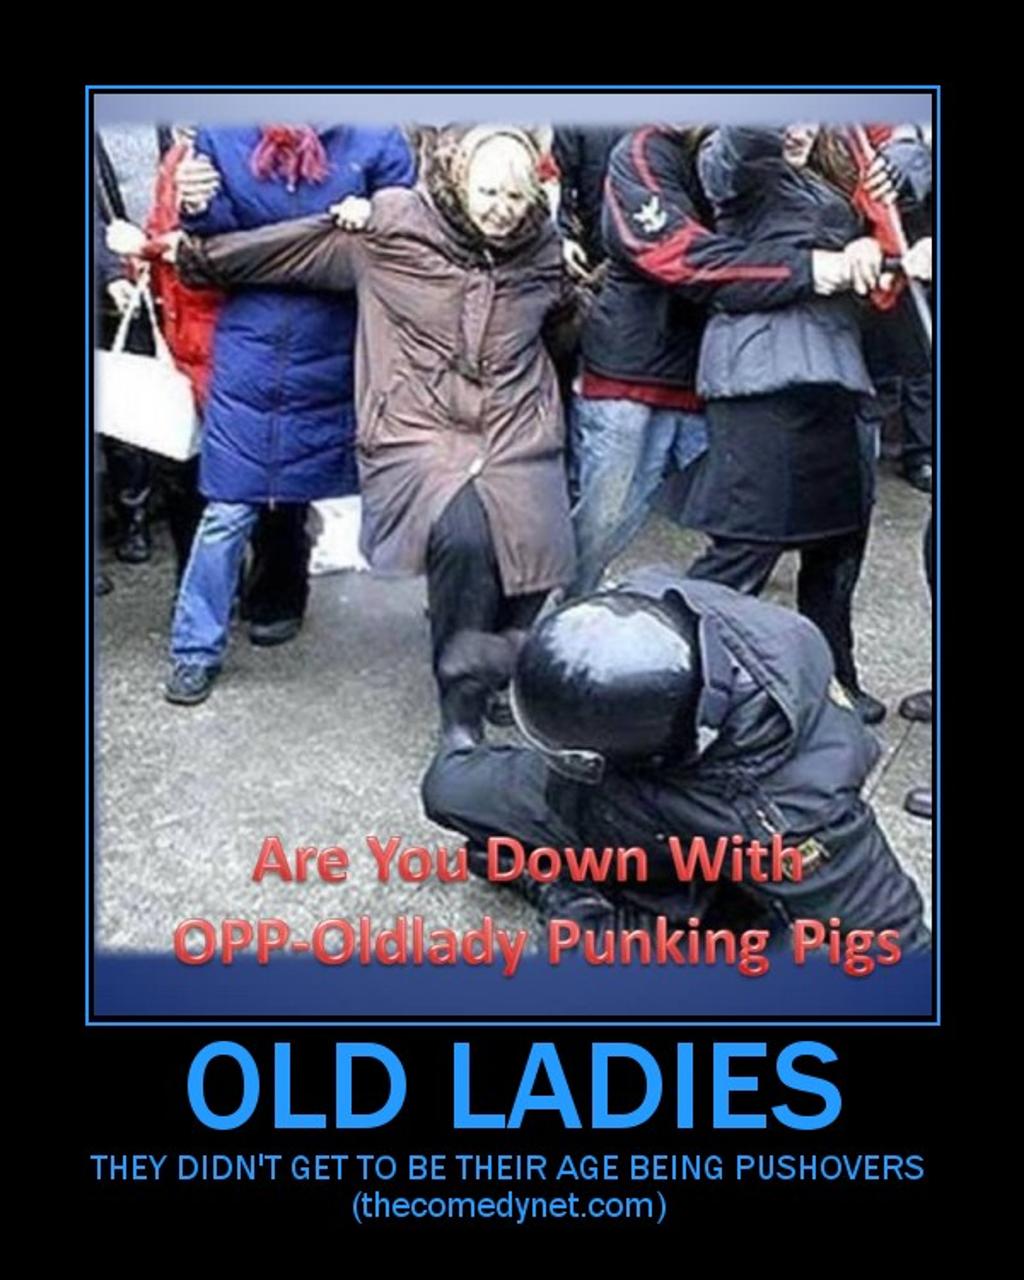 Are You Down With
OPP-Oldlady Punking Pigs
OLD LADIES
THEY DIDN'T GET TO BE THEIR AGE BEING PUSHOVERS
(thecomedynet.com)